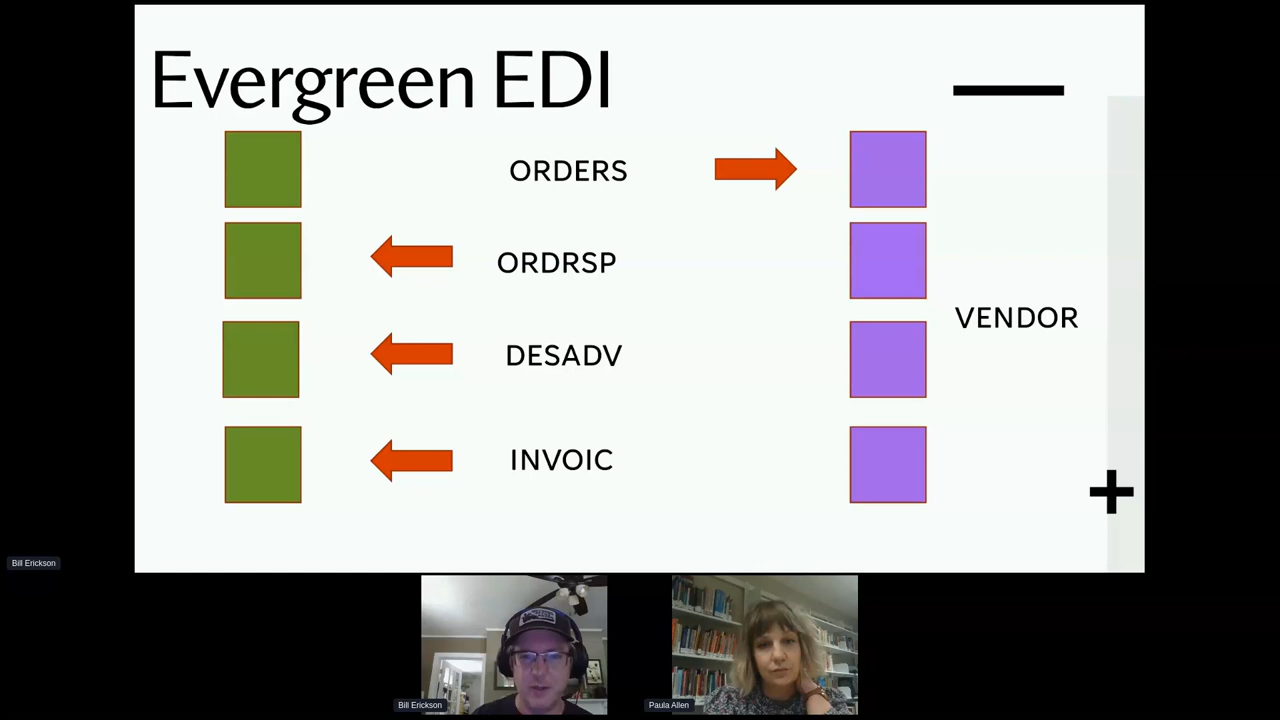 Evergreen EDI
ORDERS
ORDRSP
VENDOR
DESADV
INVOIC
Bill Erickson
Bill Erickson
Paula Allen